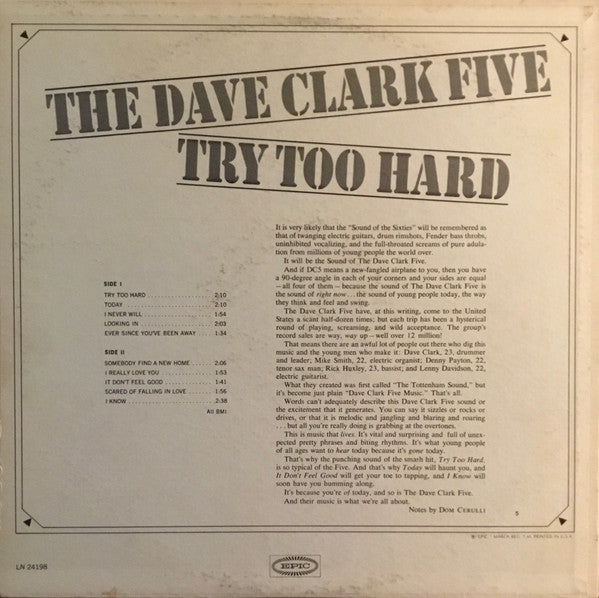 THE DAVE CLARK FIVE
TRY TOO HARD
SIDE I
TRY TOO HARD . . . . . . . . . . . . . . . . 2:10
TODAY . . . . . . . . . . . . . . . . . . . . . 2:10
I NEVER WILL . . . . . . . . . . . . . . . . . 1:54
LOOKING IN . . . . . . . . . . . . . . . . . . 2:03
EVER SINCE YOU'VE BEEN AWAY . . . . . 1:34
SIDE II
SOMEBODY FIND A NEW HOME . . . . . . 2:06
I REALLY LOVE YOU . . . . . . . . . . . . . 1:53
IT DON'T FEEL GOOD . . . . . . . . . . . . 1:41
SCARED OF FALLING IN LOVE . . . . . . . 1:56
I KNOW . . . . . . . . . . . . . . . . . . . . 2:38
All BMI
It is very likely that the "Sound of the Sixties" will be remembered as
that of twanging electric guitars, drum rimshots, Fender bass throbs,
uninhibited vocalizing, and the full-throated screams of pure adula-
tion from millions of young people the world over.
It will be the Sound of The Dave Clark Five.
And if DC5 means a new-fangled airplane to you, then you have
a 90-degree angle in each of your corners and your sides are equal
—all four of them—because the sound of The Dave Clark Five is
the sound of right now . . . the sound of young people today, the way
they think and feel and swing.
The Dave Clark Five have, at this writing, come to the United
States a scant half-dozen times; but each trip has been a hysterical
round of playing, screaming, and wild acceptance. The group's
record sales are way, way up—well over 12 million!
That means there are an awful lot of people out there who dig this
music and the young men who make it: Dave Clark, 23, drummer
and leader; Mike Smith, 22, electric organist; Denny Payton, 22,
tenor sax man; Rick Huxley, 23, bassist; and Lenny Davidson, 22,
electric guitarist.
What they created was first called "The Tottenham Sound," but
it's become just plain "Dave Clark Five Music." That's all.
Words can't adequately describe this Dave Clark Five sound or
the excitement that it generates. You can say it sizzles or rocks or
drives, or that it is melodic and jangling and blaring and roaring
. . . but all you're really doing is grabbing at the overtones.
This is music that lives. It's vital and surprising and full of unex-
pected pretty phrases and biting rhythms. It's what young people
of all ages want to hear today because it's gone today.
That's why the punching sound of the smash hit, Try Too Hard,
is so typical of the Five. And that's why Today will haunt you, and
It Don't Feel Good will get your toe to tapping, and I Know will
soon have you humming along.
It's because you're of today, and so is The Dave Clark Five.
And their music is what we're all about.
Notes by DOM CERULLI
5
® EPIC, MARCA REG. T.M. PRINTED IN U.S.A.
LN 24198
EPIC